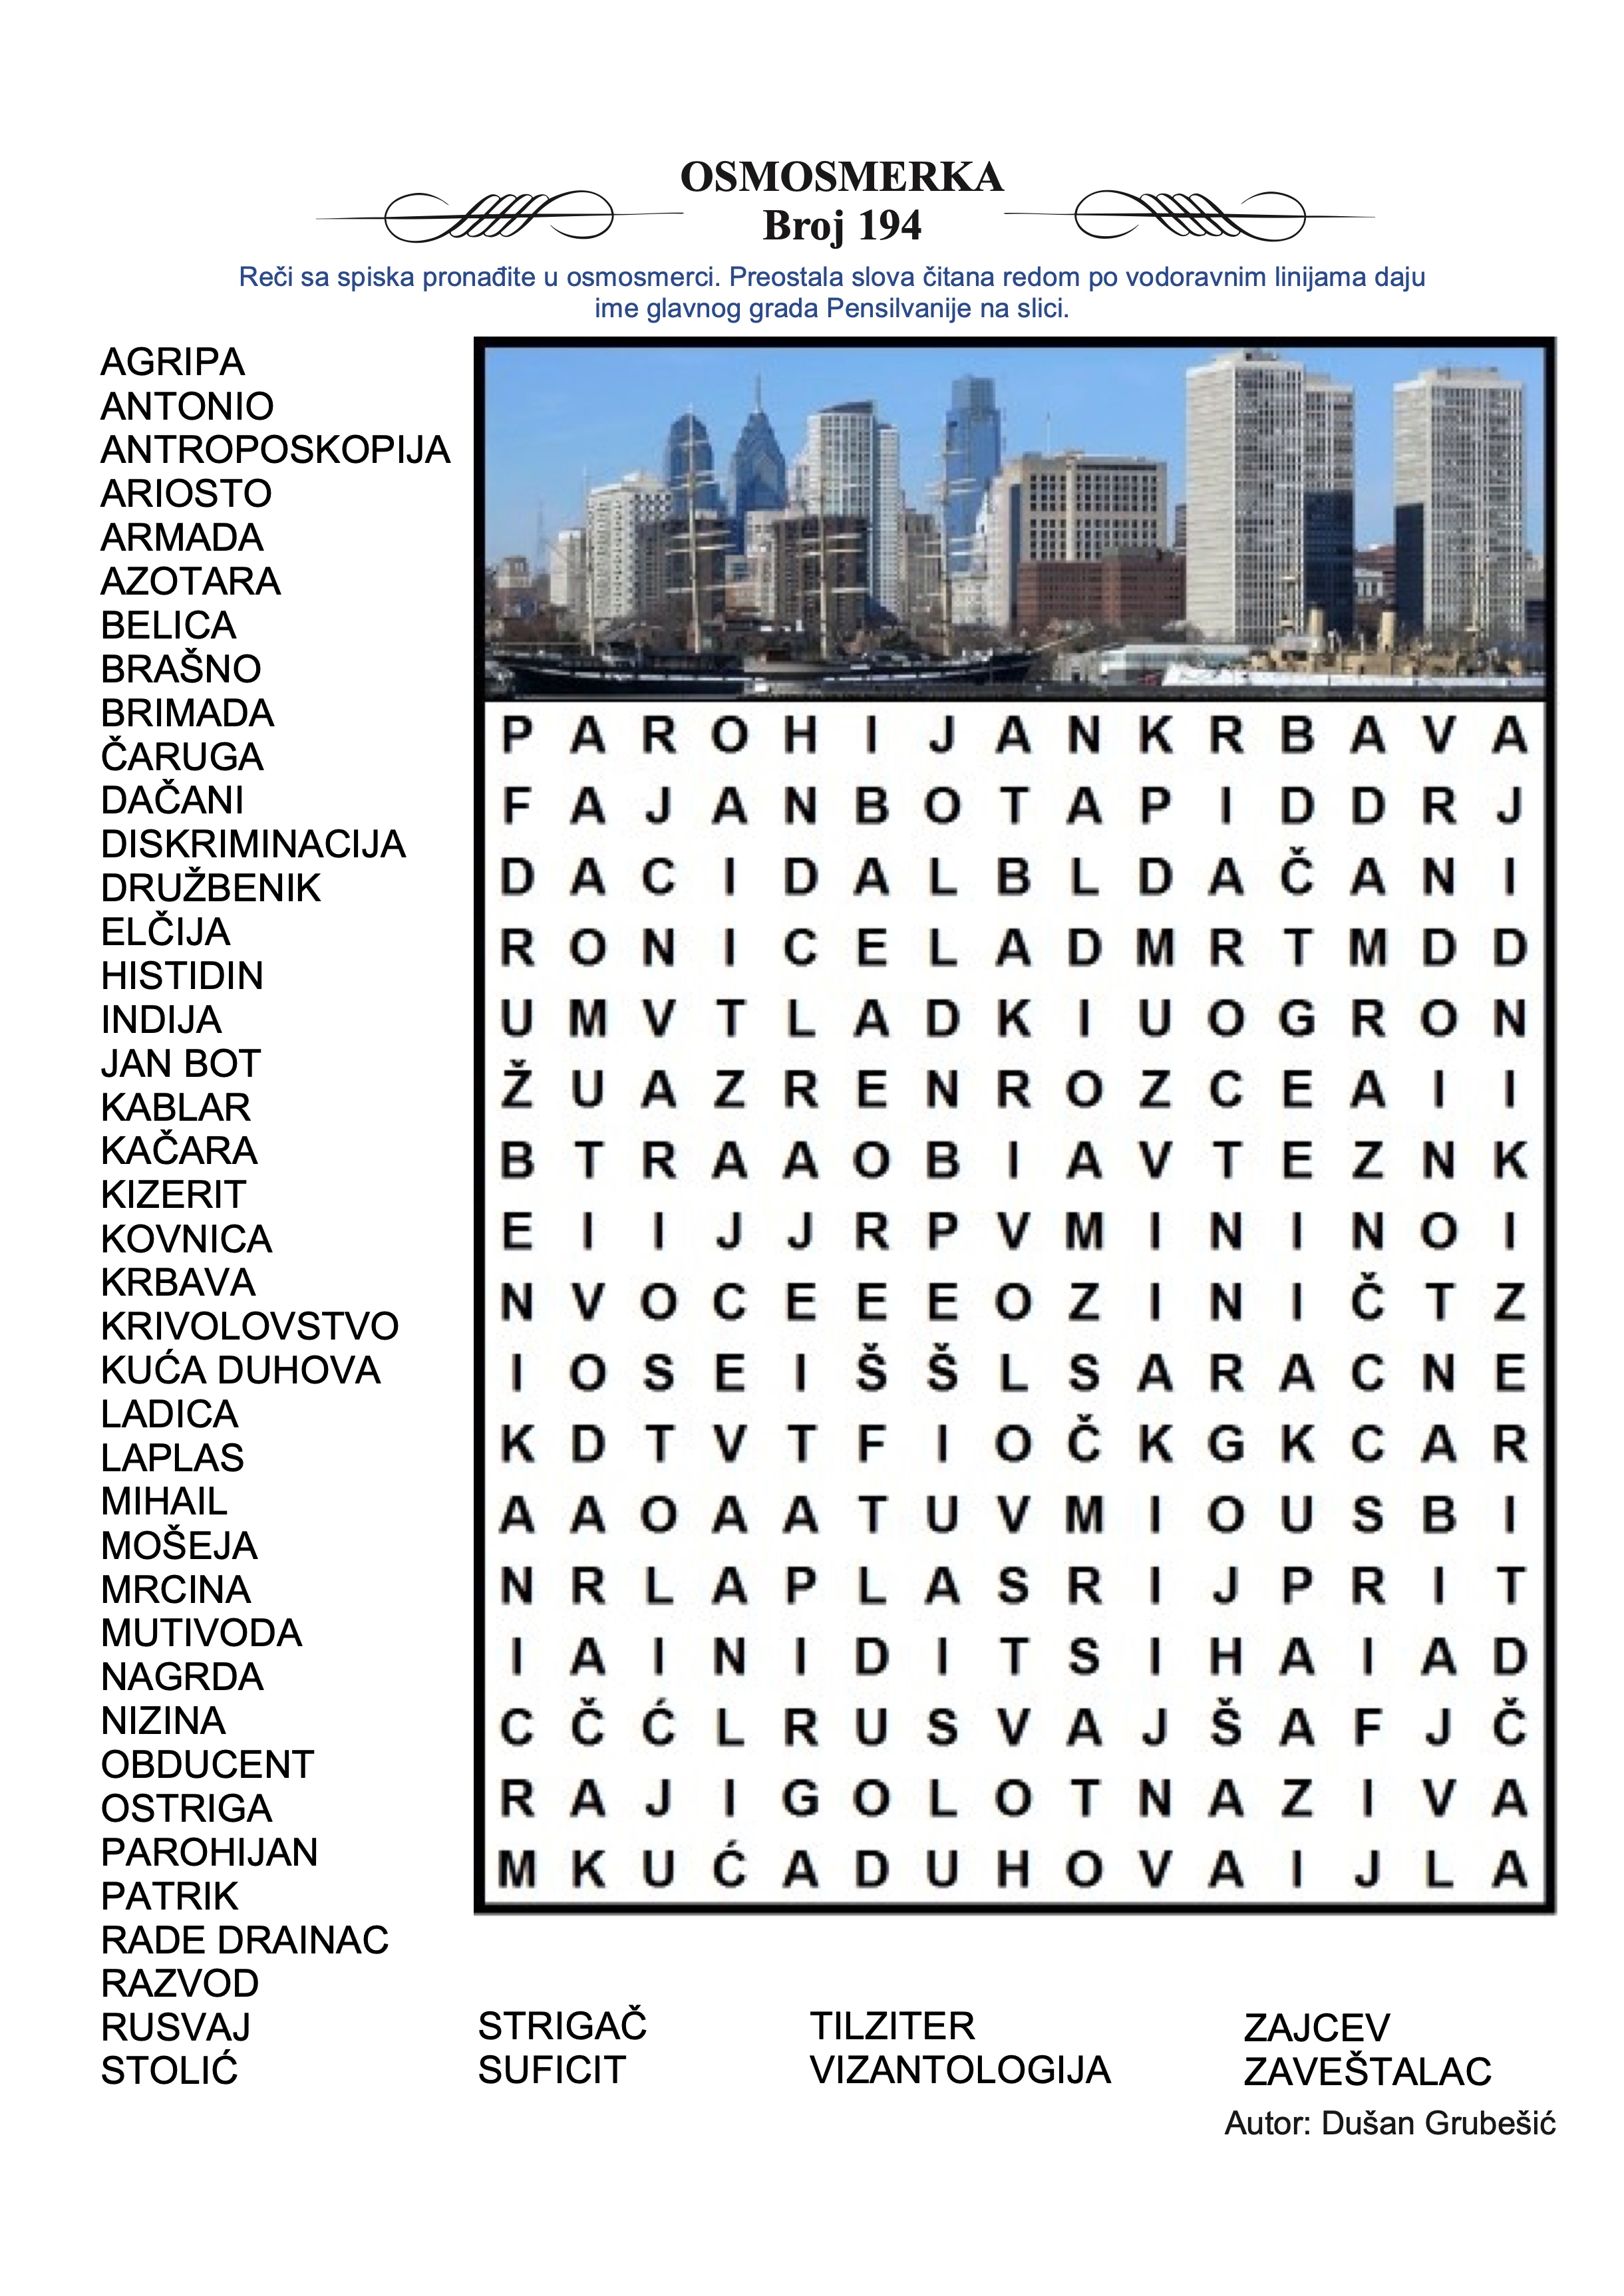 OSMOSMERKA
Broj 194
Reči sa spiska pronađite u osmosmerci. Preostala slova čitana redom po vodoravnim linijama daju
ime glavnog grada Pensilvanije na slici.
AGRIPA
ANTONIO
ANTROPOSKOPIJA
ARIOSTO
ARMADA
AZOTARA
BELICA
BRAŠNO
BRIMADA
ČARUGA
DAČANI
DISKRIMINACIJA
DRUŽBENIK
ELČIJA
HISTIDIN
INDIJA
JAN BOT
KABLAR
KAČARA
KIZERIT
KOVNICA
KRBAVA
KRIVOLOVSTVO
KUĆA DUHOVA
LADICA
LAPLAS
MIHAIL
MOŠEJA
MRCINA
MUTIVODA
NAGRDA
NIZINA
OBDUCENT
OSTRIGA
PAROHIJAN
PATRIK
RADE DRAINAC
RAZVOD
RUSVAJ
STOLIĆ
P A R O H I J A N K R B A V A
F A J A N B O T A P I D D R J
D A C I D A L B L D A Č A N I
R O N I C E L A D M R T M D D
U M V T L A D K I U O G R O N
Ž U A Z R E N R O Z C E A I I
B T R A A O B I A V T E Z N K
E I I J J R P V M I N I N O I
N V O C E E E O Z I N I Č T Z
I O S E I Š Š L S A R A C N E
K D T V T F I O Č K G K C A R
A A O A A T U V M I O U S B I
N R L A P L A S R I J P R I T
I A I N I D I T S I H A I A D
C Č Ć L R U S V A J Š A F J Č
R A J I G O L O T N A Z I V A
M K U Ć A D U H O V A I J L A
STRIGAČ
SUFICIT
TILZITER
VIZANTOLOGIJA
ZAJCEV
ZAVEŠTALAC
Autor: Dušan Grubešić